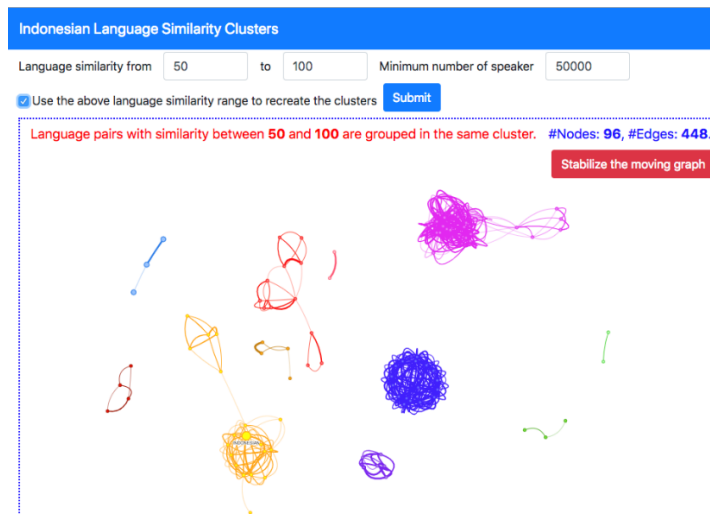 Indonesian Language Similarity Clusters
Language similarity from 50 to 100 Minimum number of speaker 50000
Use the above language similarity range to recreate the clusters Submit
Language pairs with similarity between 50 and 100 are grouped in the same cluster. #Nodes: 96, #Edges: 448.
Stabilize the moving graph
INDONESIAN